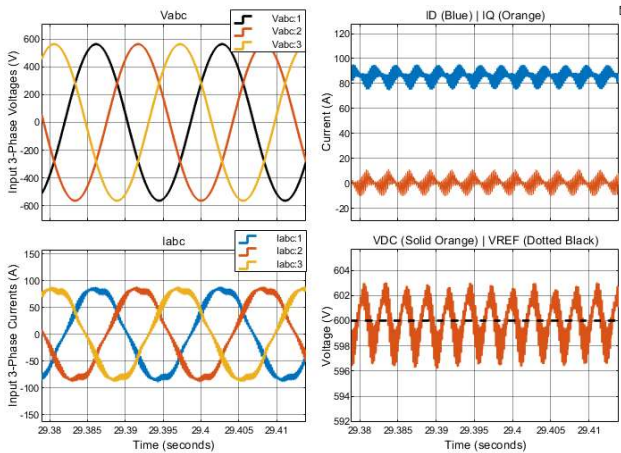 Vabc
Vabc:1
Vabc:2
Vabc:3
Input 3-Phase Voltages (V)
600
400
200
0
-200
-400
-600
ID (Blue) | IQ (Orange)
Current (A)
120
100
80
60
40
20
0
-20
Iabc
Iabc:1
Iabc:2
Iabc:3
Input 3-Phase Currents (A)
150
100
50
0
-50
-100
-150
29.38 29.385 29.39 29.395 29.4 29.405 29.41
Time (seconds)
VDC (Solid Orange) | VREF (Dotted Black)
Voltage (V)
604
602
600
598
596
594
592
29.38 29.385 29.39 29.395 29.4 29.405 29.41
Time (seconds)